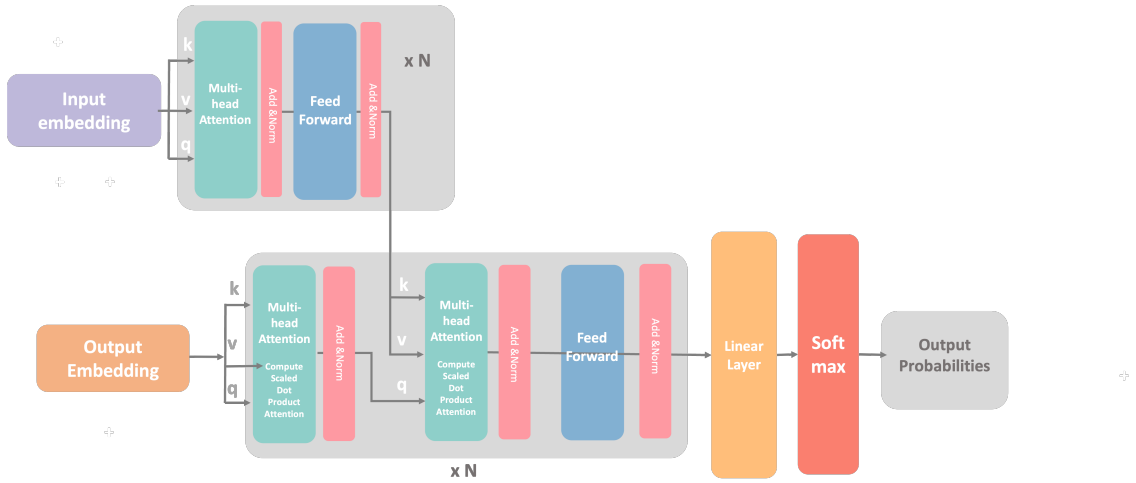 Input
embedding
k
v
q
Multi-
head
Attention
Add &Norm
Feed
Forward
Add &Norm
x N
Output
Embedding
k
v
q
Multi-
head
Attention
Compute
Scaled
Dot
Product
Attention
Add &Norm
k
v
q
Multi-
head
Attention
Compute
Scaled
Dot
Product
Attention
Add &Norm
Feed
Forward
Add &Norm
x N
Linear
Layer
Soft
max
Output
Probabilities